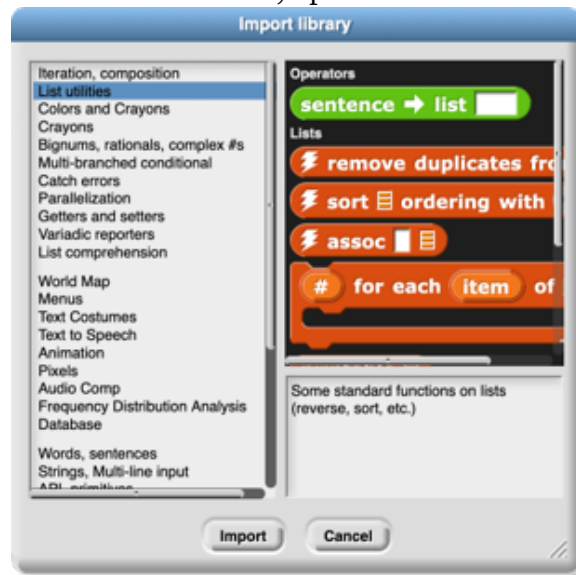 Import library
Iteration, composition
List utilities
Colors and Crayons
Crayons
Bignums, rationals, complex #s
Multi-branched conditional
Catch errors
Parallelization
Getters and setters
Variadic reporters
List comprehension
World Map
Menus
Text Costumes
Text to Speech
Animation
Pixels
Audio Comp
Frequency Distribution Analysis
Database
Words, sentences
Strings, Multi-line input
Operators
sentence ➔ list
Lists
remove duplicates
sort ordering with
assoc
# for each item of
Some standard functions on lists
(reverse, sort, etc.)
Import Cancel